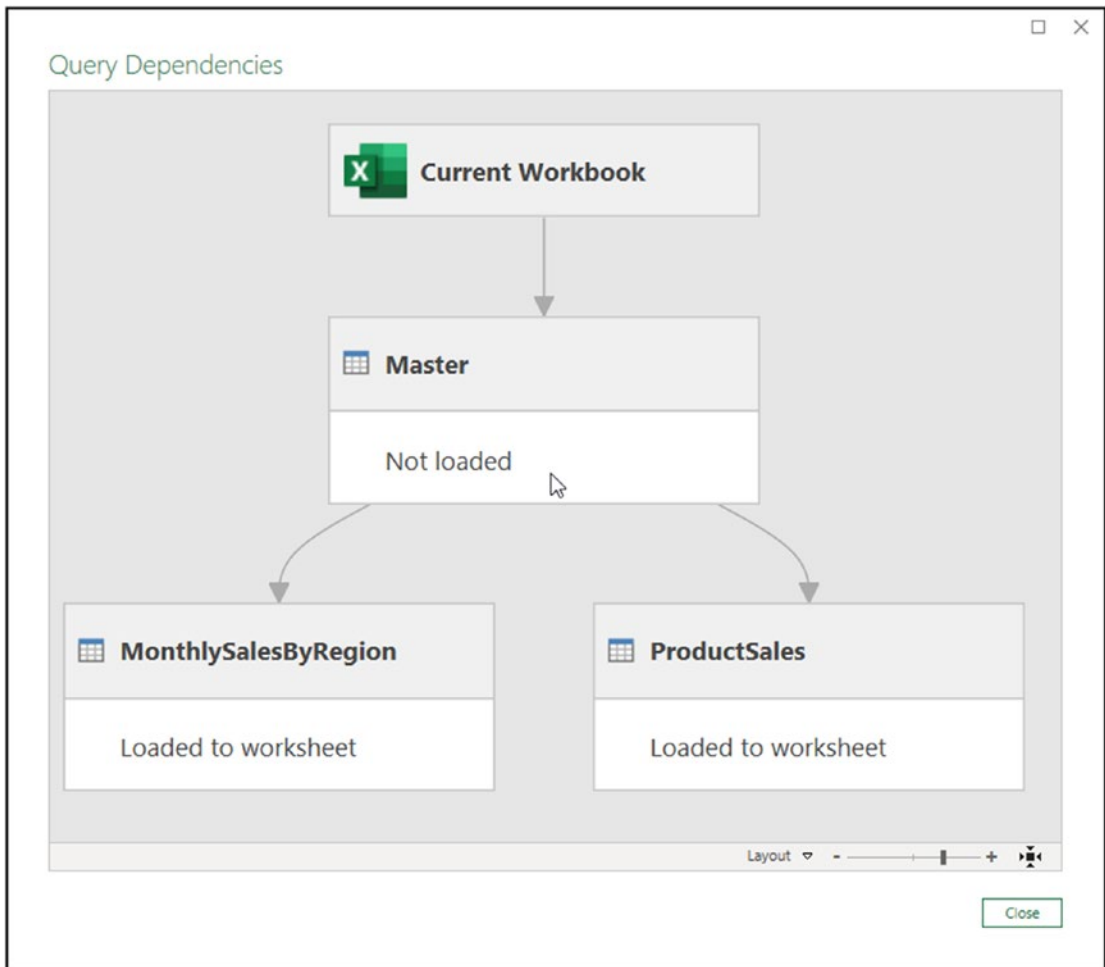 Query Dependencies
X
Current Workbook
Master
Not loaded
MonthlySalesByRegion
ProductSales
Loaded to worksheet
Loaded to worksheet
Layout
Close